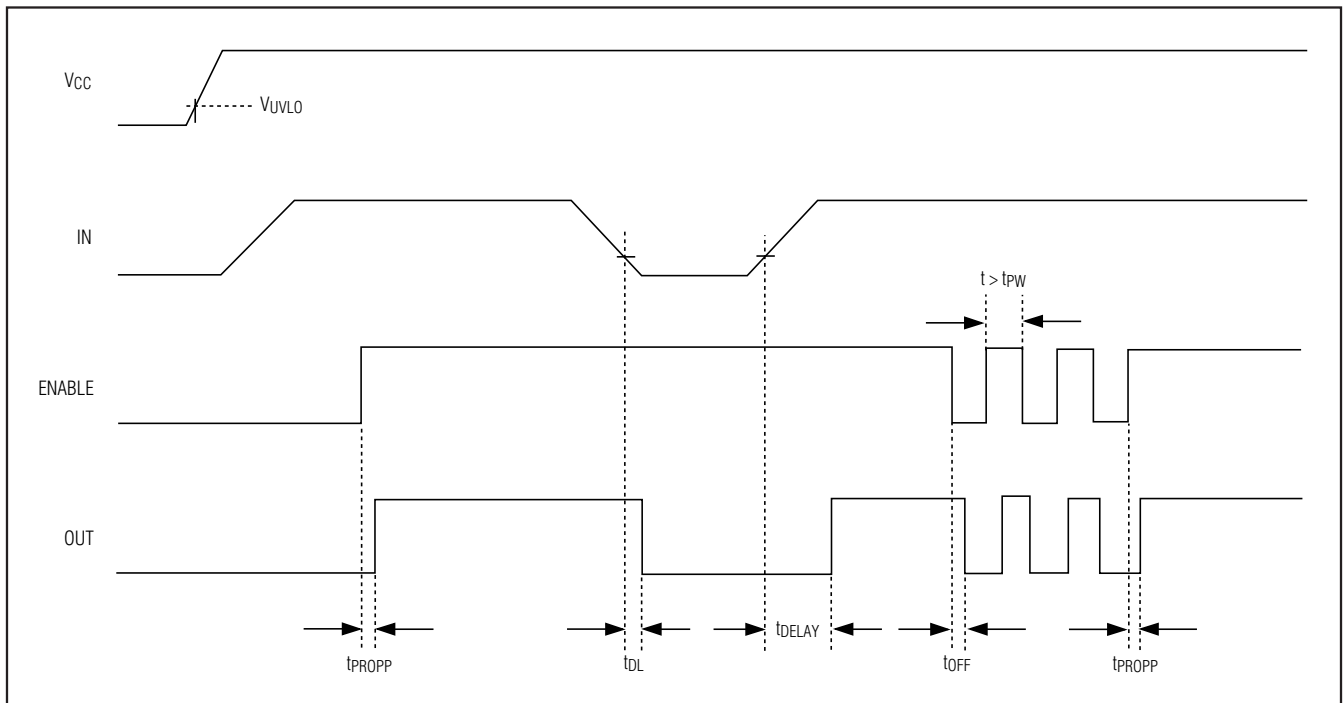 VCC
VUVLO
IN
t > tPW
ENABLE
OUT
tPROPP
tDL
tDELAY
tOFF
tPROPP